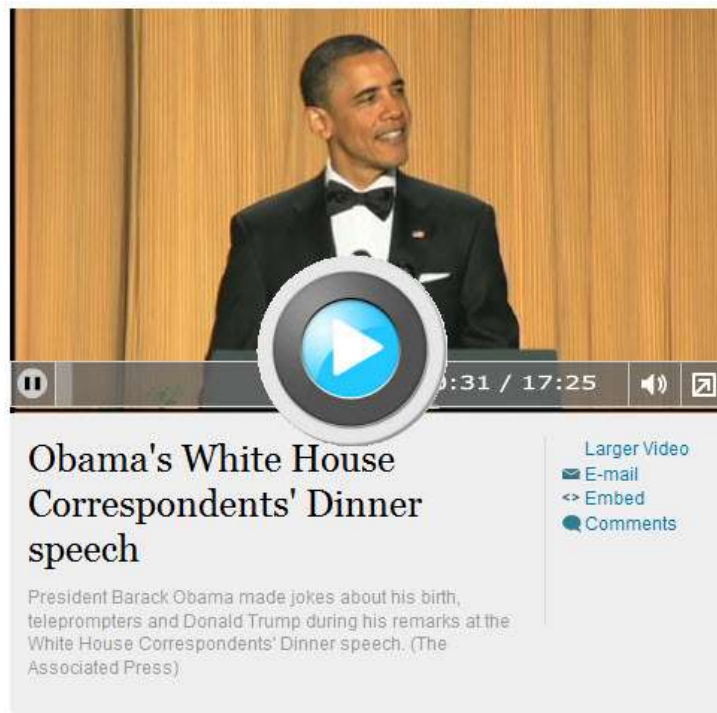 :31 / 17:25
Obama's White House
Correspondents' Dinner
speech
Larger Video
E-mail
Embed
Comments
President Barack Obama made jokes about his birth,
teleprompters and Donald Trump during his remarks at the
White House Correspondents' Dinner speech. (The
Associated Press)